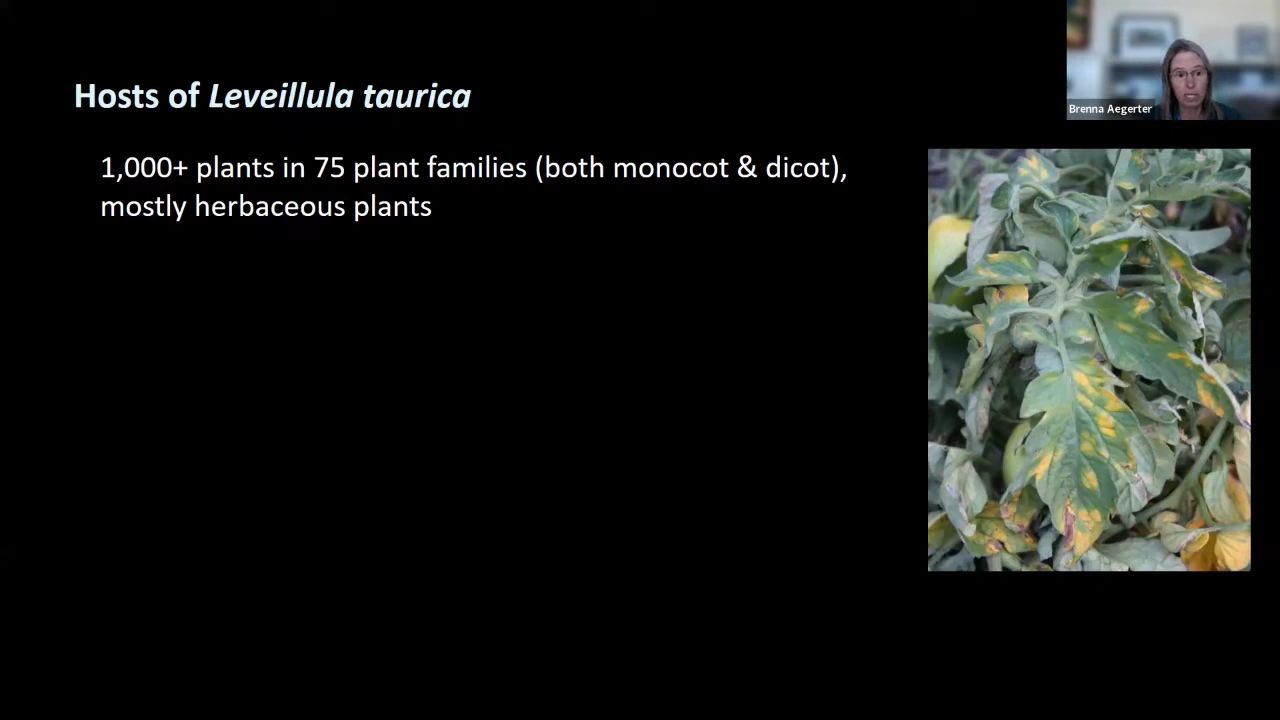 Hosts of Leveillula taurica
1,000+ plants in 75 plant families (both monocot & dicot),
mostly herbaceous plants
Brenna Aegerter